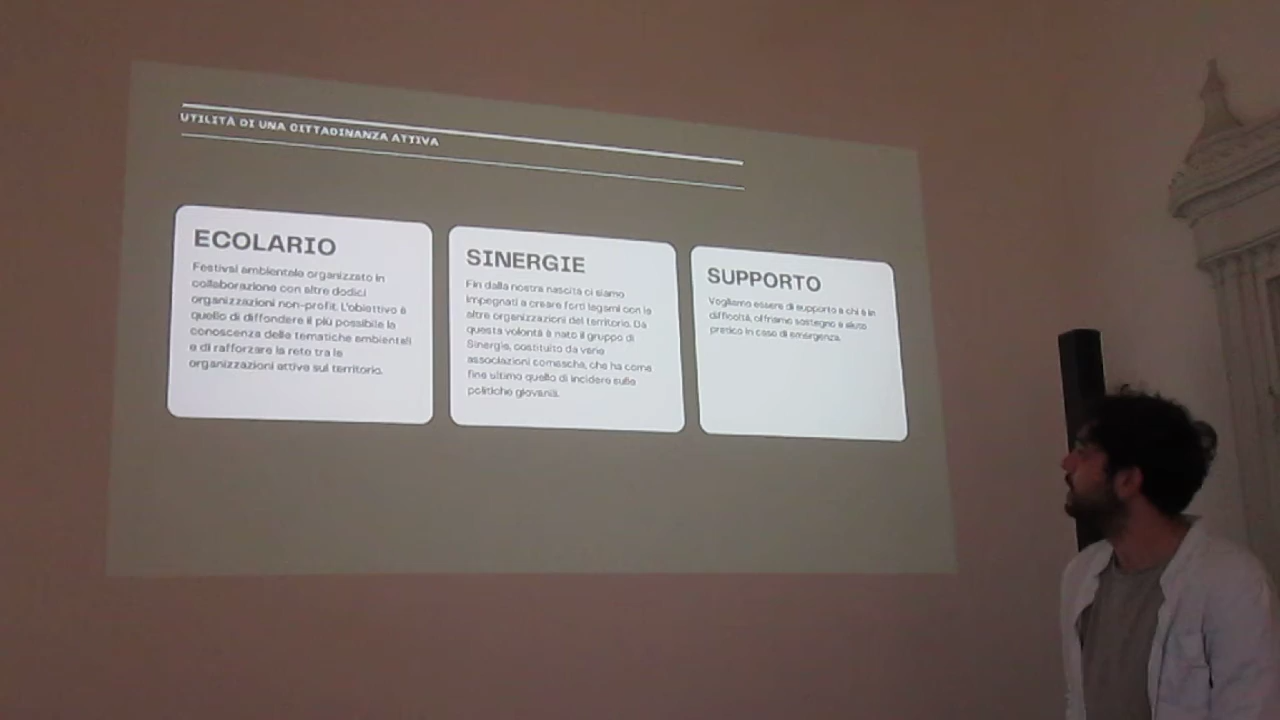 UTILITÀ DI UNA CITTADINANZA ATTIVA
ECOLARIO
Festival ambientale organizzato in
collaborazione con altre dodici
organizzazioni non-profit. L'obiettivo è
quello di diffondere il più possibile la
conoscenza delle tematiche ambientali
e di rafforzare la rete tra le
organizzazioni attive sul territorio.
SINERGIE
Fin dalla nostra nascita ci siamo
impegnati a creare forti legami con le
altre organizzazioni del territorio. Da
questa volontà è nato il gruppo di
Sinergie, costituito da varie
associazioni comasche, che ha come
fine ultimo quello di incidere sulle
politiche giovanili.
SUPPORTO
Vogliamo essere di supporto a chi è in
difficoltà, offriamo sostegno e aiuto
pratico in caso di emergenza.